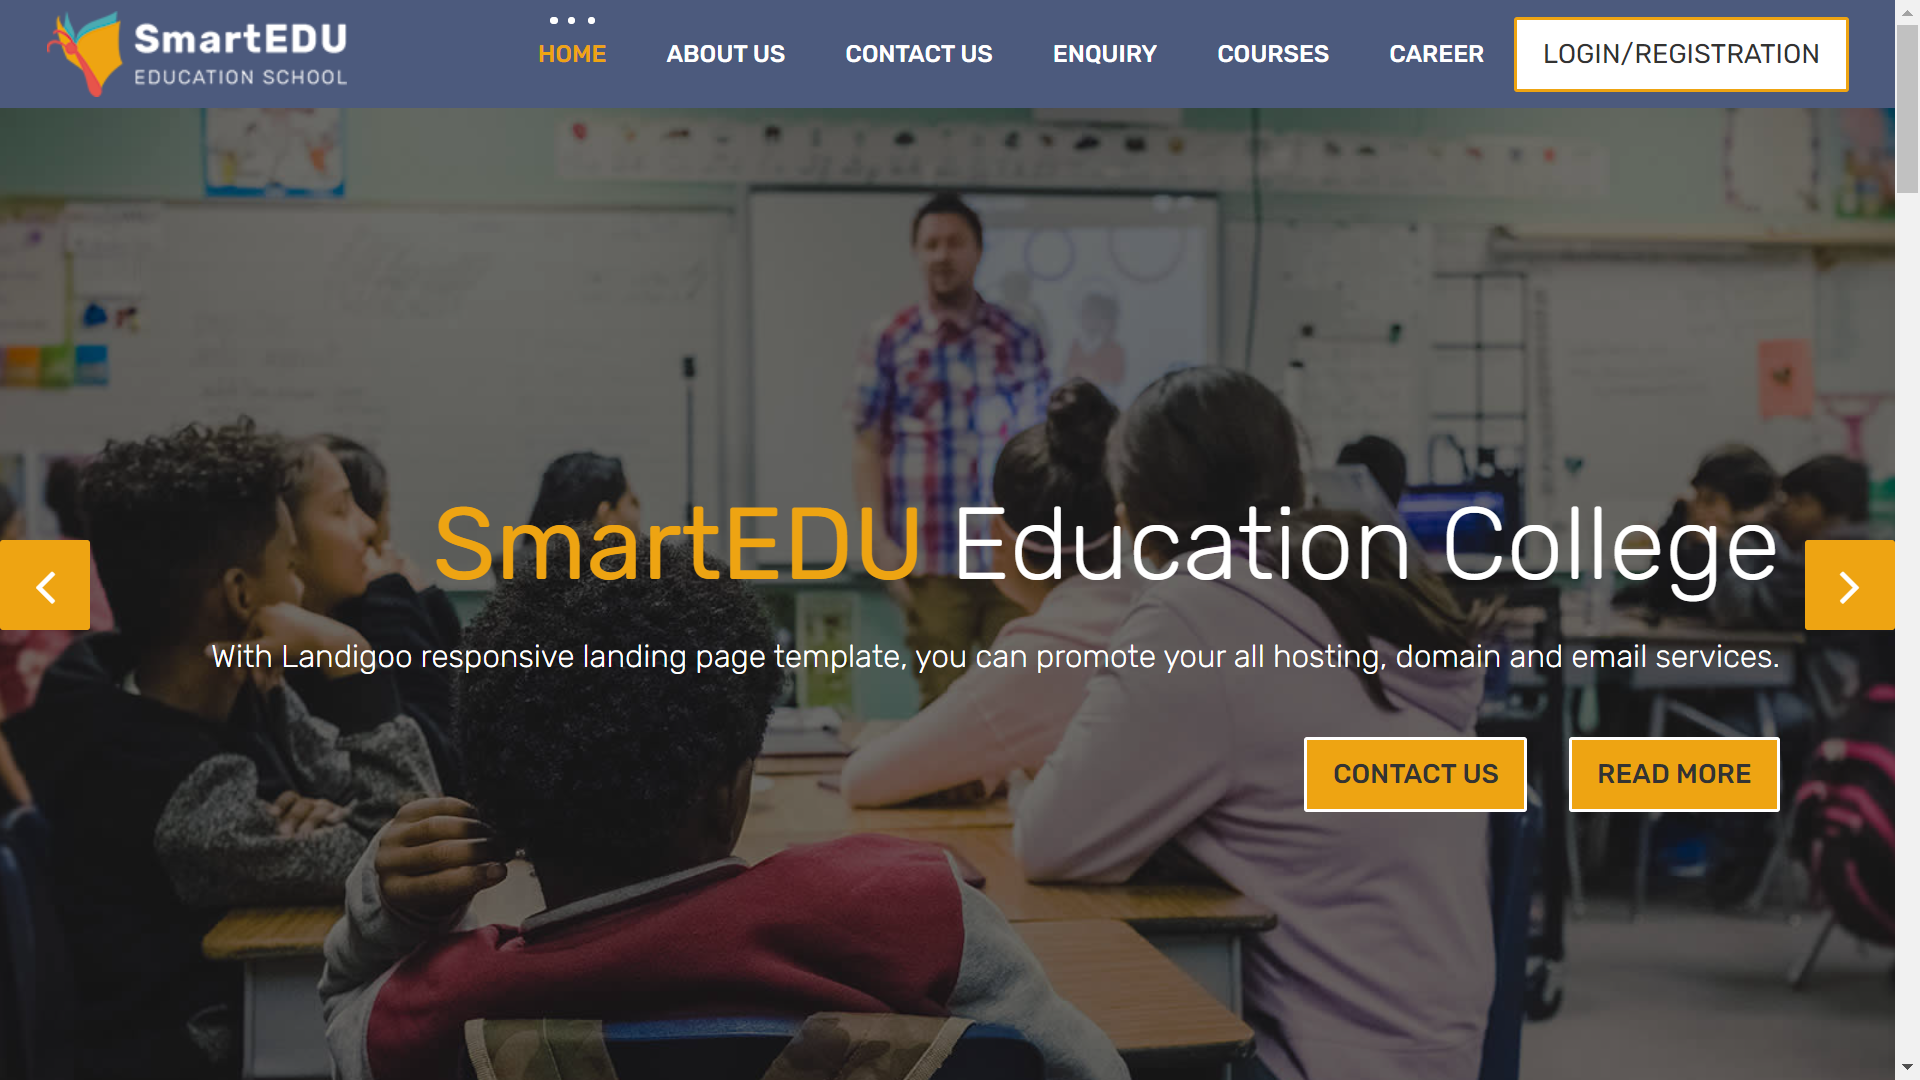 SmartEDU
EDUCATION SCHOOL
HOME
ABOUT US
CONTACT US
ENQUIRY
COURSES
CAREER
LOGIN/REGISTRATION
SmartEDU Education College
With Landigoo responsive landing page template, you can promote your all hosting, domain and email services.
CONTACT US
READ MORE